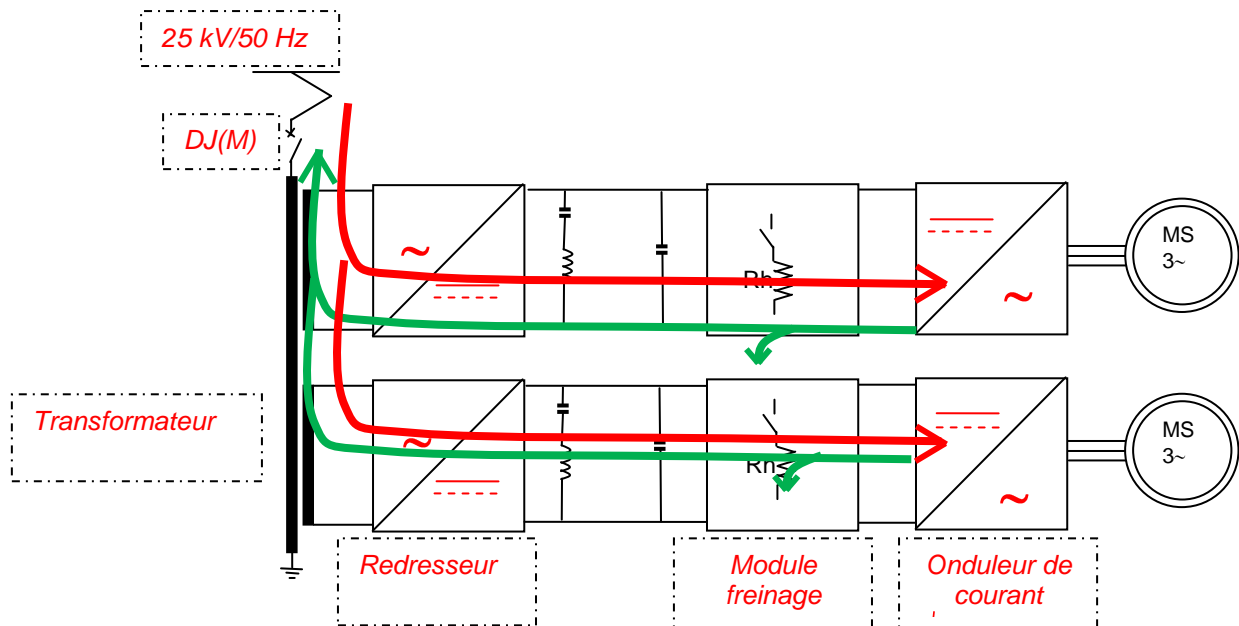 25 kV/50 Hz
DJ(M)
~
Rh
~
MS
3~
Transformateur
~
Rh
~
MS
3~
Redresseur
Module
freinage
Onduleur de
courant